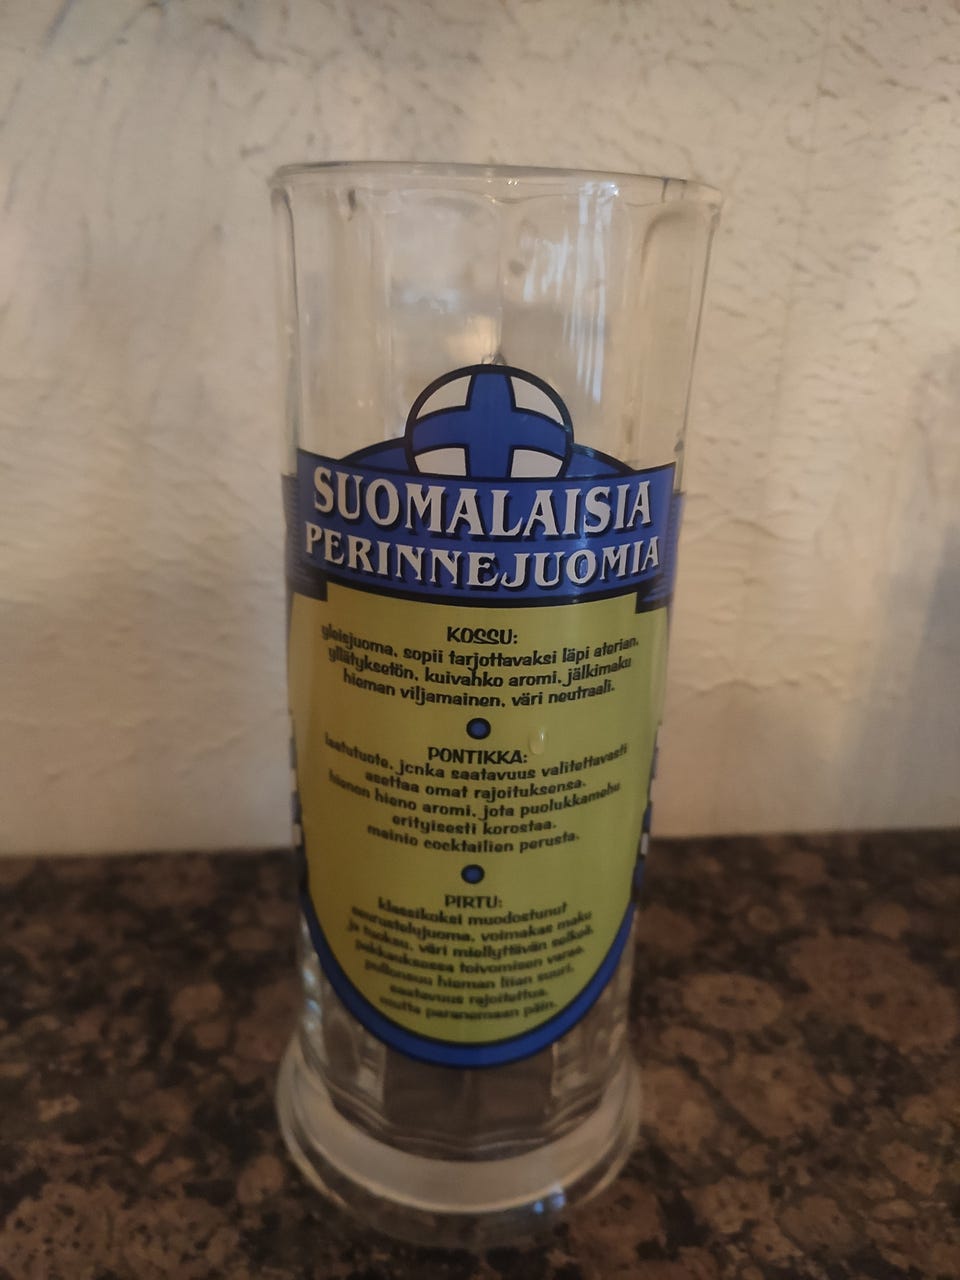 SUOMALAISIA
PERINNEJUOMIA
KOSSU:
yleisjuoma, sopii tarjottavaksi läpi aterian.
yllätyksetön, kuivahko aromi, jälkimaku
hieman viljamainen, väri neutraali.
PONTIKKA:
laatutuote, jonka saatavuus valitettavasti
asettaa omat rajoituksensa.
hienon hieno aromi, jota puolukkamehu
erityisesti korostaa.
mainio cocktailien perusta.
PIRTU:
klassikoksi muodostunut
seurustelujuoma, voimakas maku
ja tuoksu, väri miellyttävän selkeä.
pakkauksessa toivomisen varaa.
pullonsuu hieman liian suuri.
saatavuus rajoitettua,
mutta paranemaan päin.